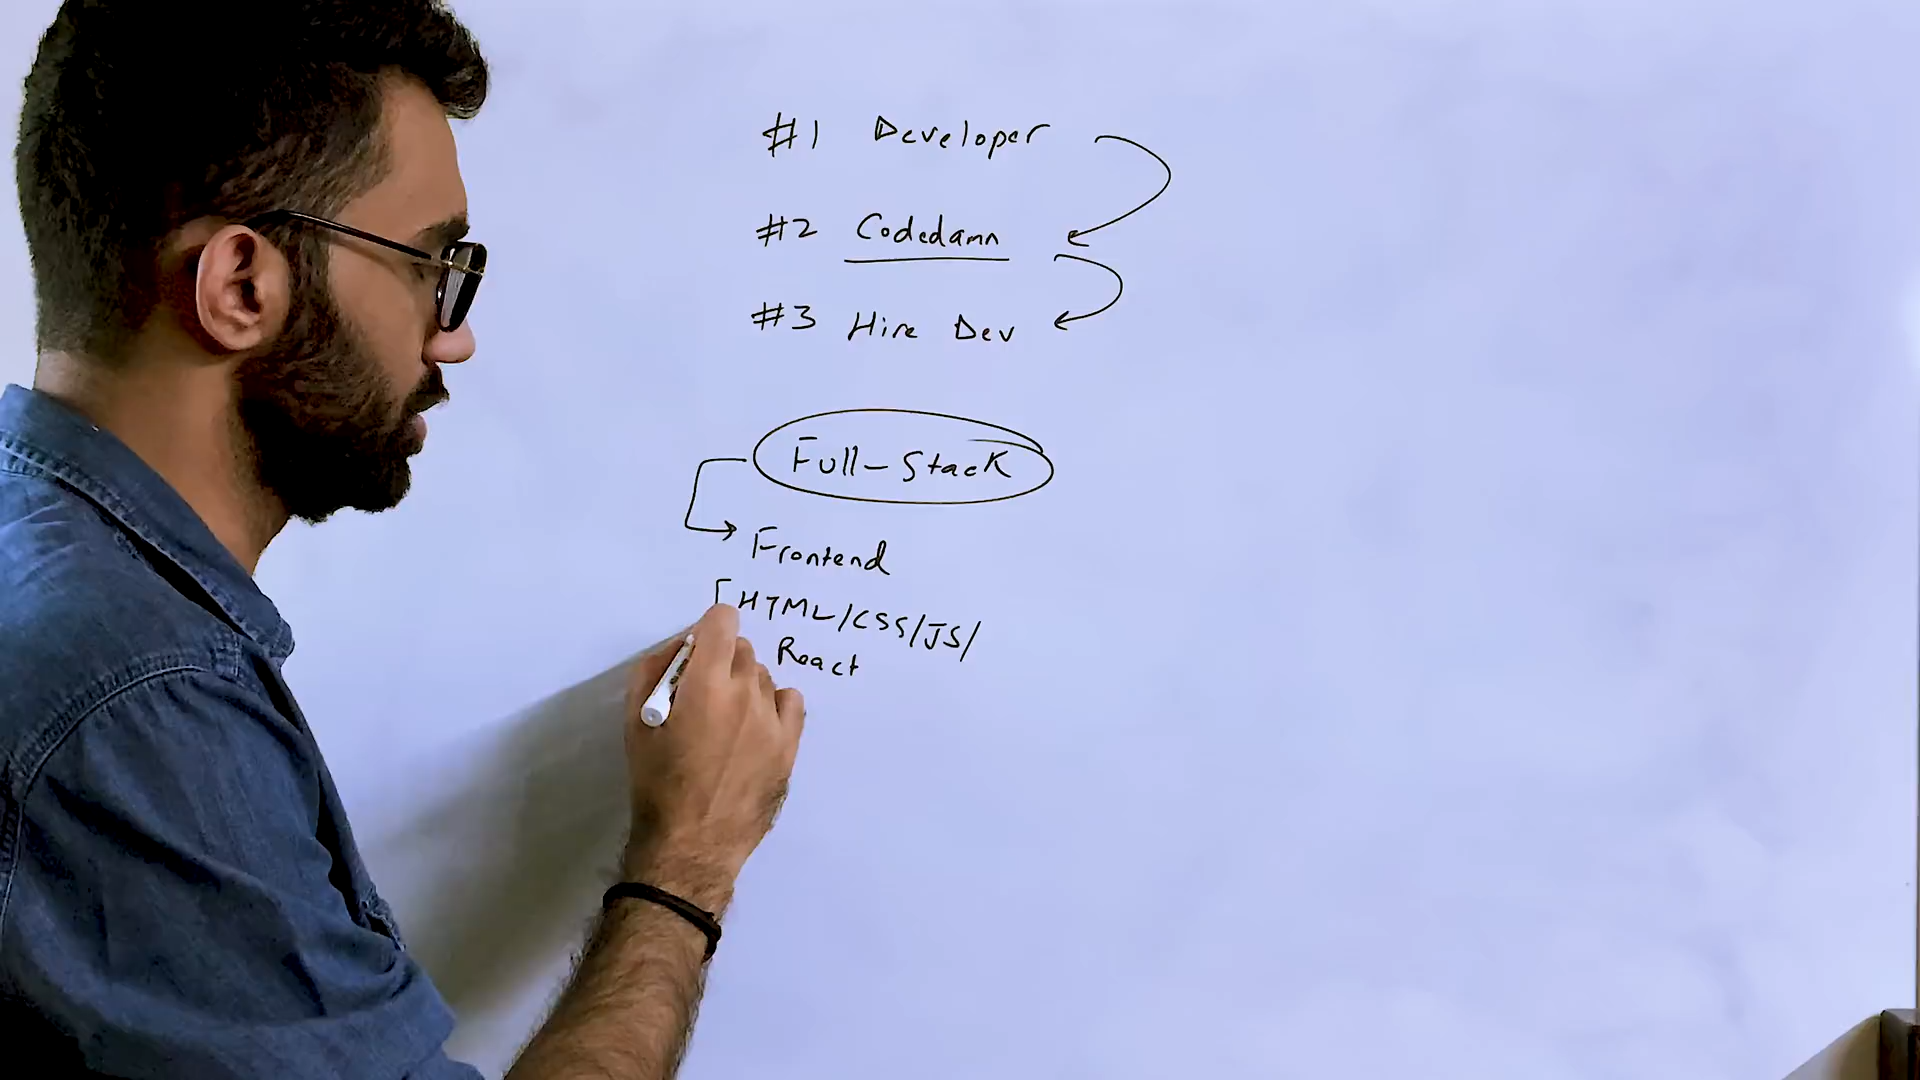 #1 Developer
#2 Codedamn
#3 Hire Dev
Full-Stack
Frontend
[HTML/CSS/JS/
React